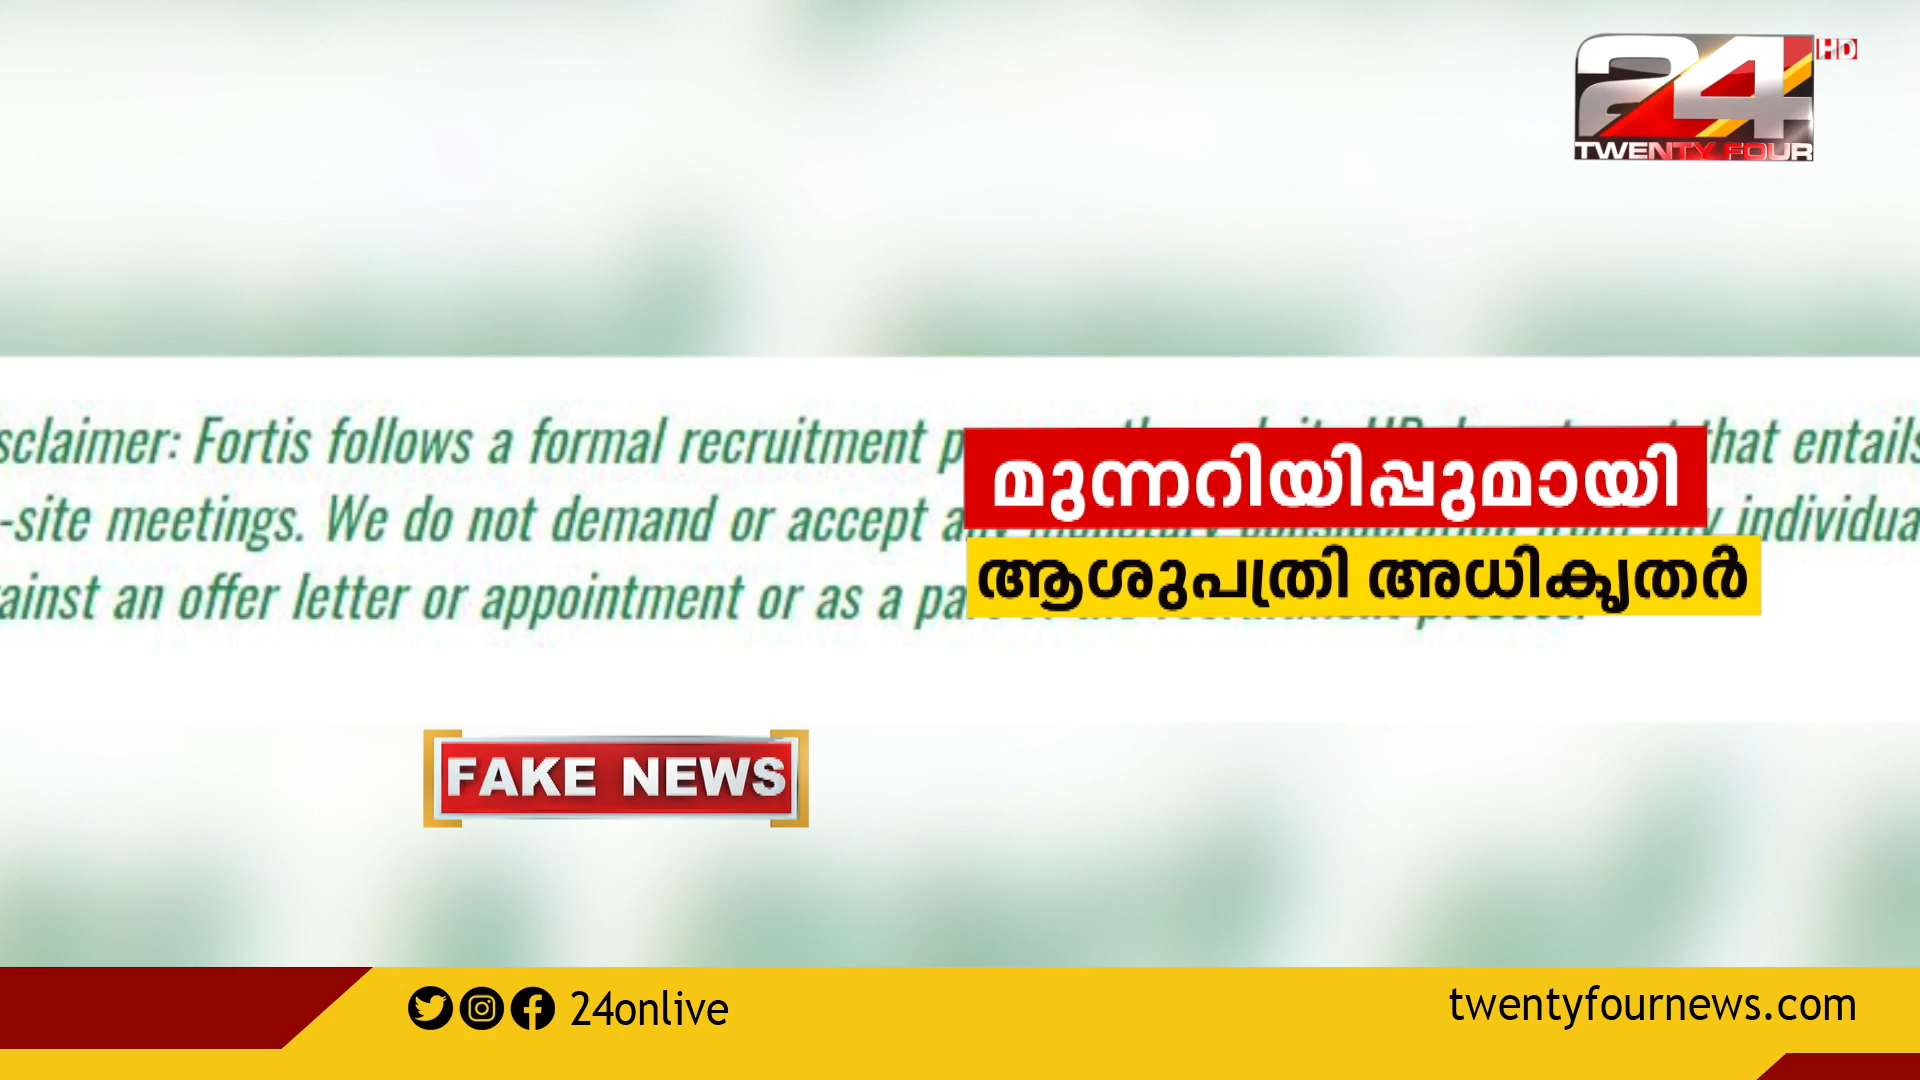 24
HD
TWENTY FOUR
sclaimer: Fortis follows a formal recruitment that entails
-site meetings. We do not demand or accept individua
ainst an offer letter or appointment or as a
മുന്നറിയിപ്പുമായി
ആശുപത്രി അധികൃതർ
FAKE NEWS
24onlive
twentyfournews.com